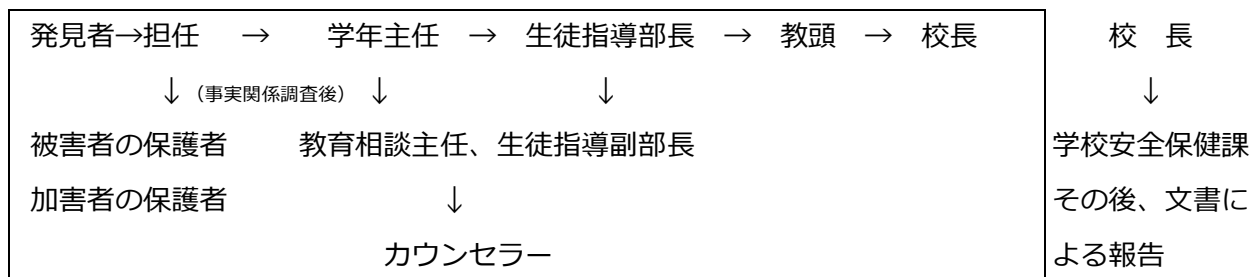 発見者→担任 → 学年主任 → 生徒指導部長 → 教頭 → 校長 校 長
↓(事実関係調査後) ↓ ↓ ↓
被害者の保護者 教育相談主任、生徒指導副部長 学校安全保健課
加害者の保護者 ↓ その後、文書に
カウンセラー よる報告